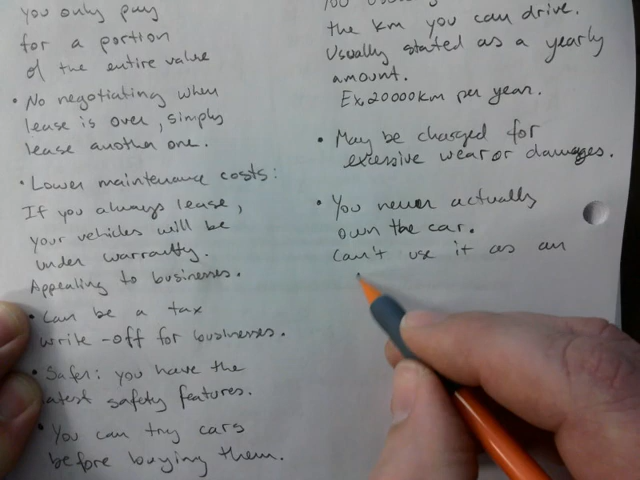 you only pay
for a portion
of the entire value
• No negotiating when
lease is over, simply
lease another one.
• Lower maintenance costs:
If you always lease,
your vehicles will be
under warranty.
Appealing to businesses.
• Can be a tax
write-off for businesses.
• Safer: you have the
latest safety features.
• You can try cars
before buying them.
the km you can drive.
Usually started as a yearly
amount.
Ex. 20000 km per year.
• May be charged for
excessive wear or damages.
• You never actually
own the car.
Can't use it as an